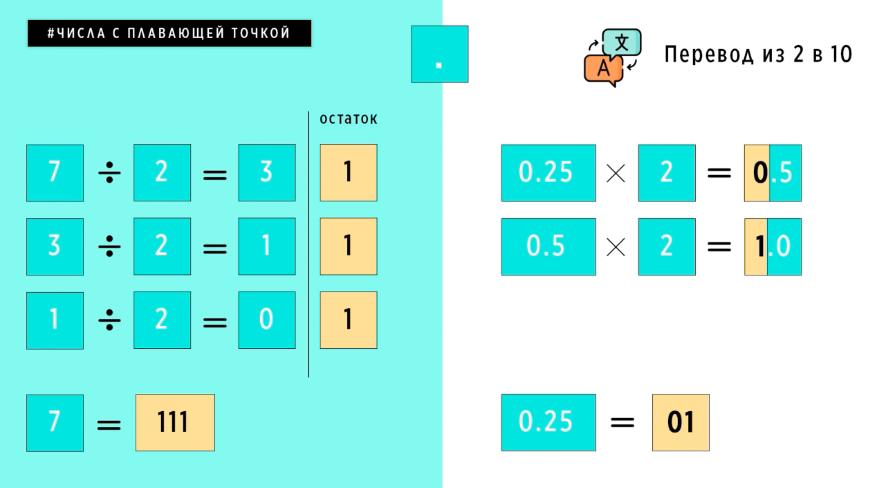 #ЧИСЛА С ПЛАВАЮЩЕЙ ТОЧКОЙ
.
文 A
Перевод из 2 в 10
остаток
7 ÷ 2 = 3 1
3 ÷ 2 = 1 1
1 ÷ 2 = 0 1
7 = 111
0.25 × 2 = 0.5
0.5 × 2 = 1.0
0.25 = 01